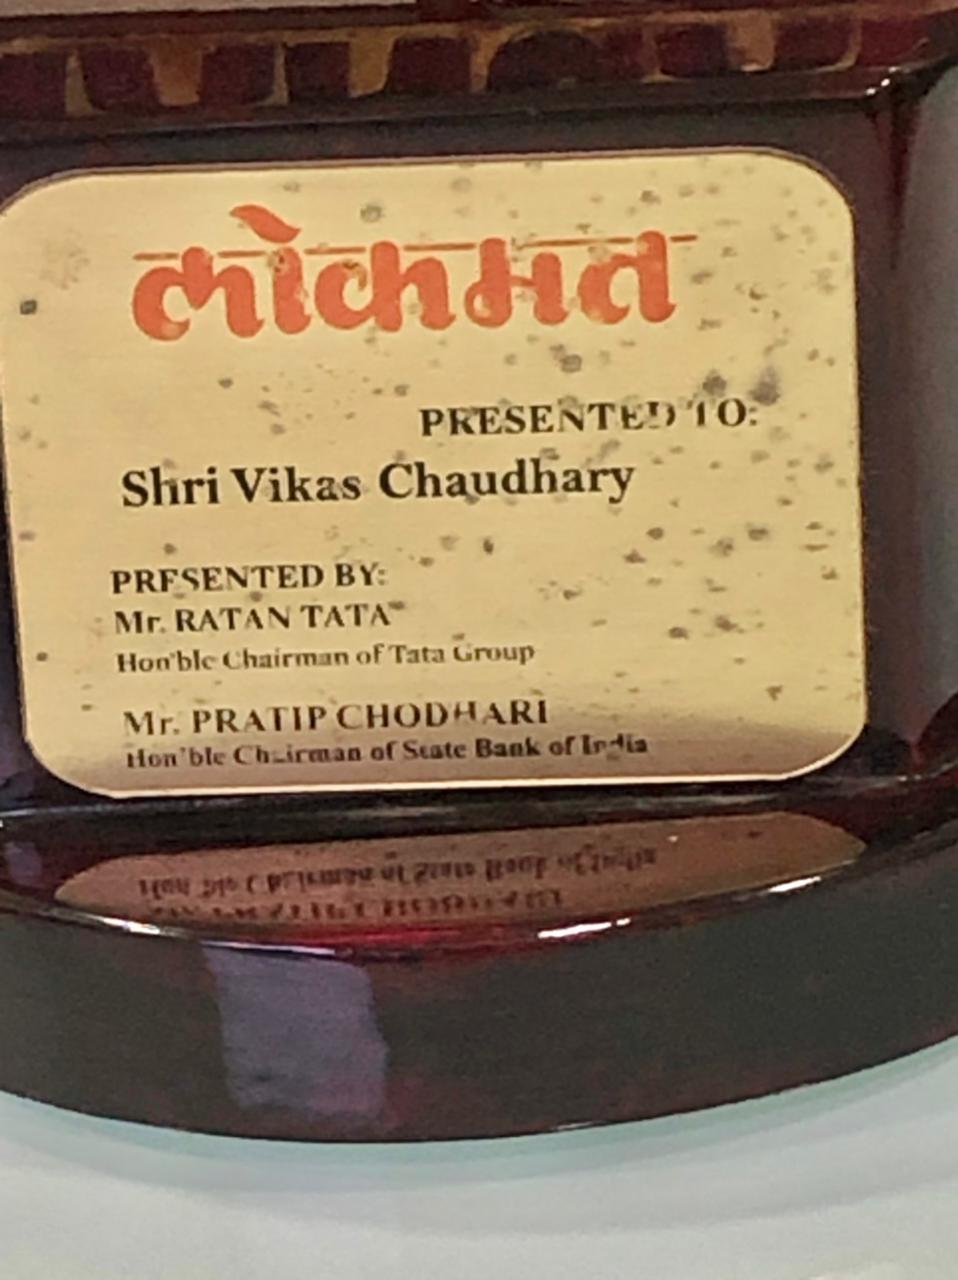 लोकमत
PRESENTED TO:
Shri Vikas Chaudhary
PRESENTED BY:
Mr. RATAN TATA
Hon'ble Chairman of Tata Group
Mr. PRATIP CHODHARI
Hon'ble Chairman of State Bank of India